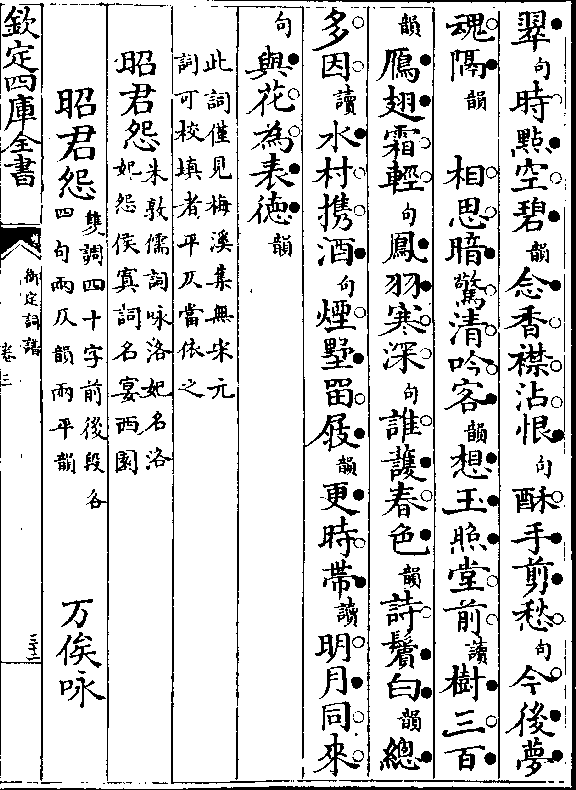 翠句時點空碧韻念香襟沾恨句酥手剪愁句今後夢
魂隔韻　相思暗驚清吟客韻想玉照堂前讀樹三百
韻鴈翅霜輕句鳳羽寒深句誰護春色韻詩鬢白韻總
多因讀水村携酒句煙墅留屐韻更時帶讀明月同來
句與花為表德韻
此詞僅見梅溪集無宋元
詞可校填者平仄當依之
昭君怨朱敦儒詞咏洛妃名洛
妃怨侯寘詞名宴西園
昭君怨雙調四十字前後段各
四句兩仄韻兩平韻
万俟咏
欽定四庫全書
御定詞譜
卷三
三十二